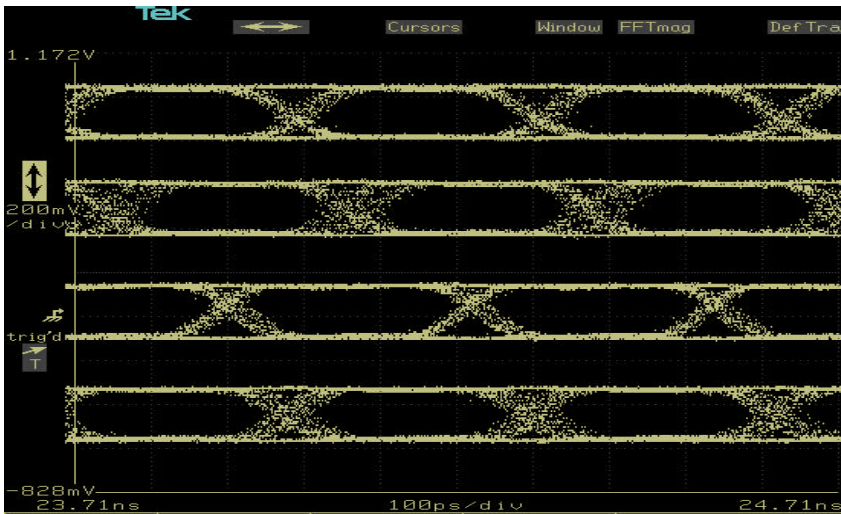 Tek
Cursors Window FFTmag DefTra
1.172V
200mV
/div
trig'd
T
-828mV
23.71ns 100ps/div 24.71ns